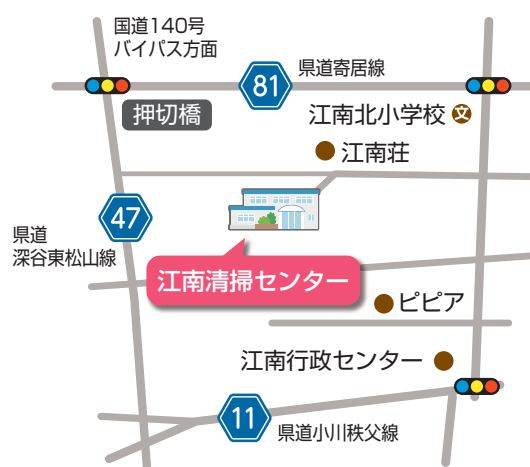 国道140号
バイパス方面
81
県道寄居線
押切橋
江南北小学校
文
江南荘
47
県道
深谷東松山線
江南清掃センター
ピピア
江南行政センター
11
県道小川秩父線